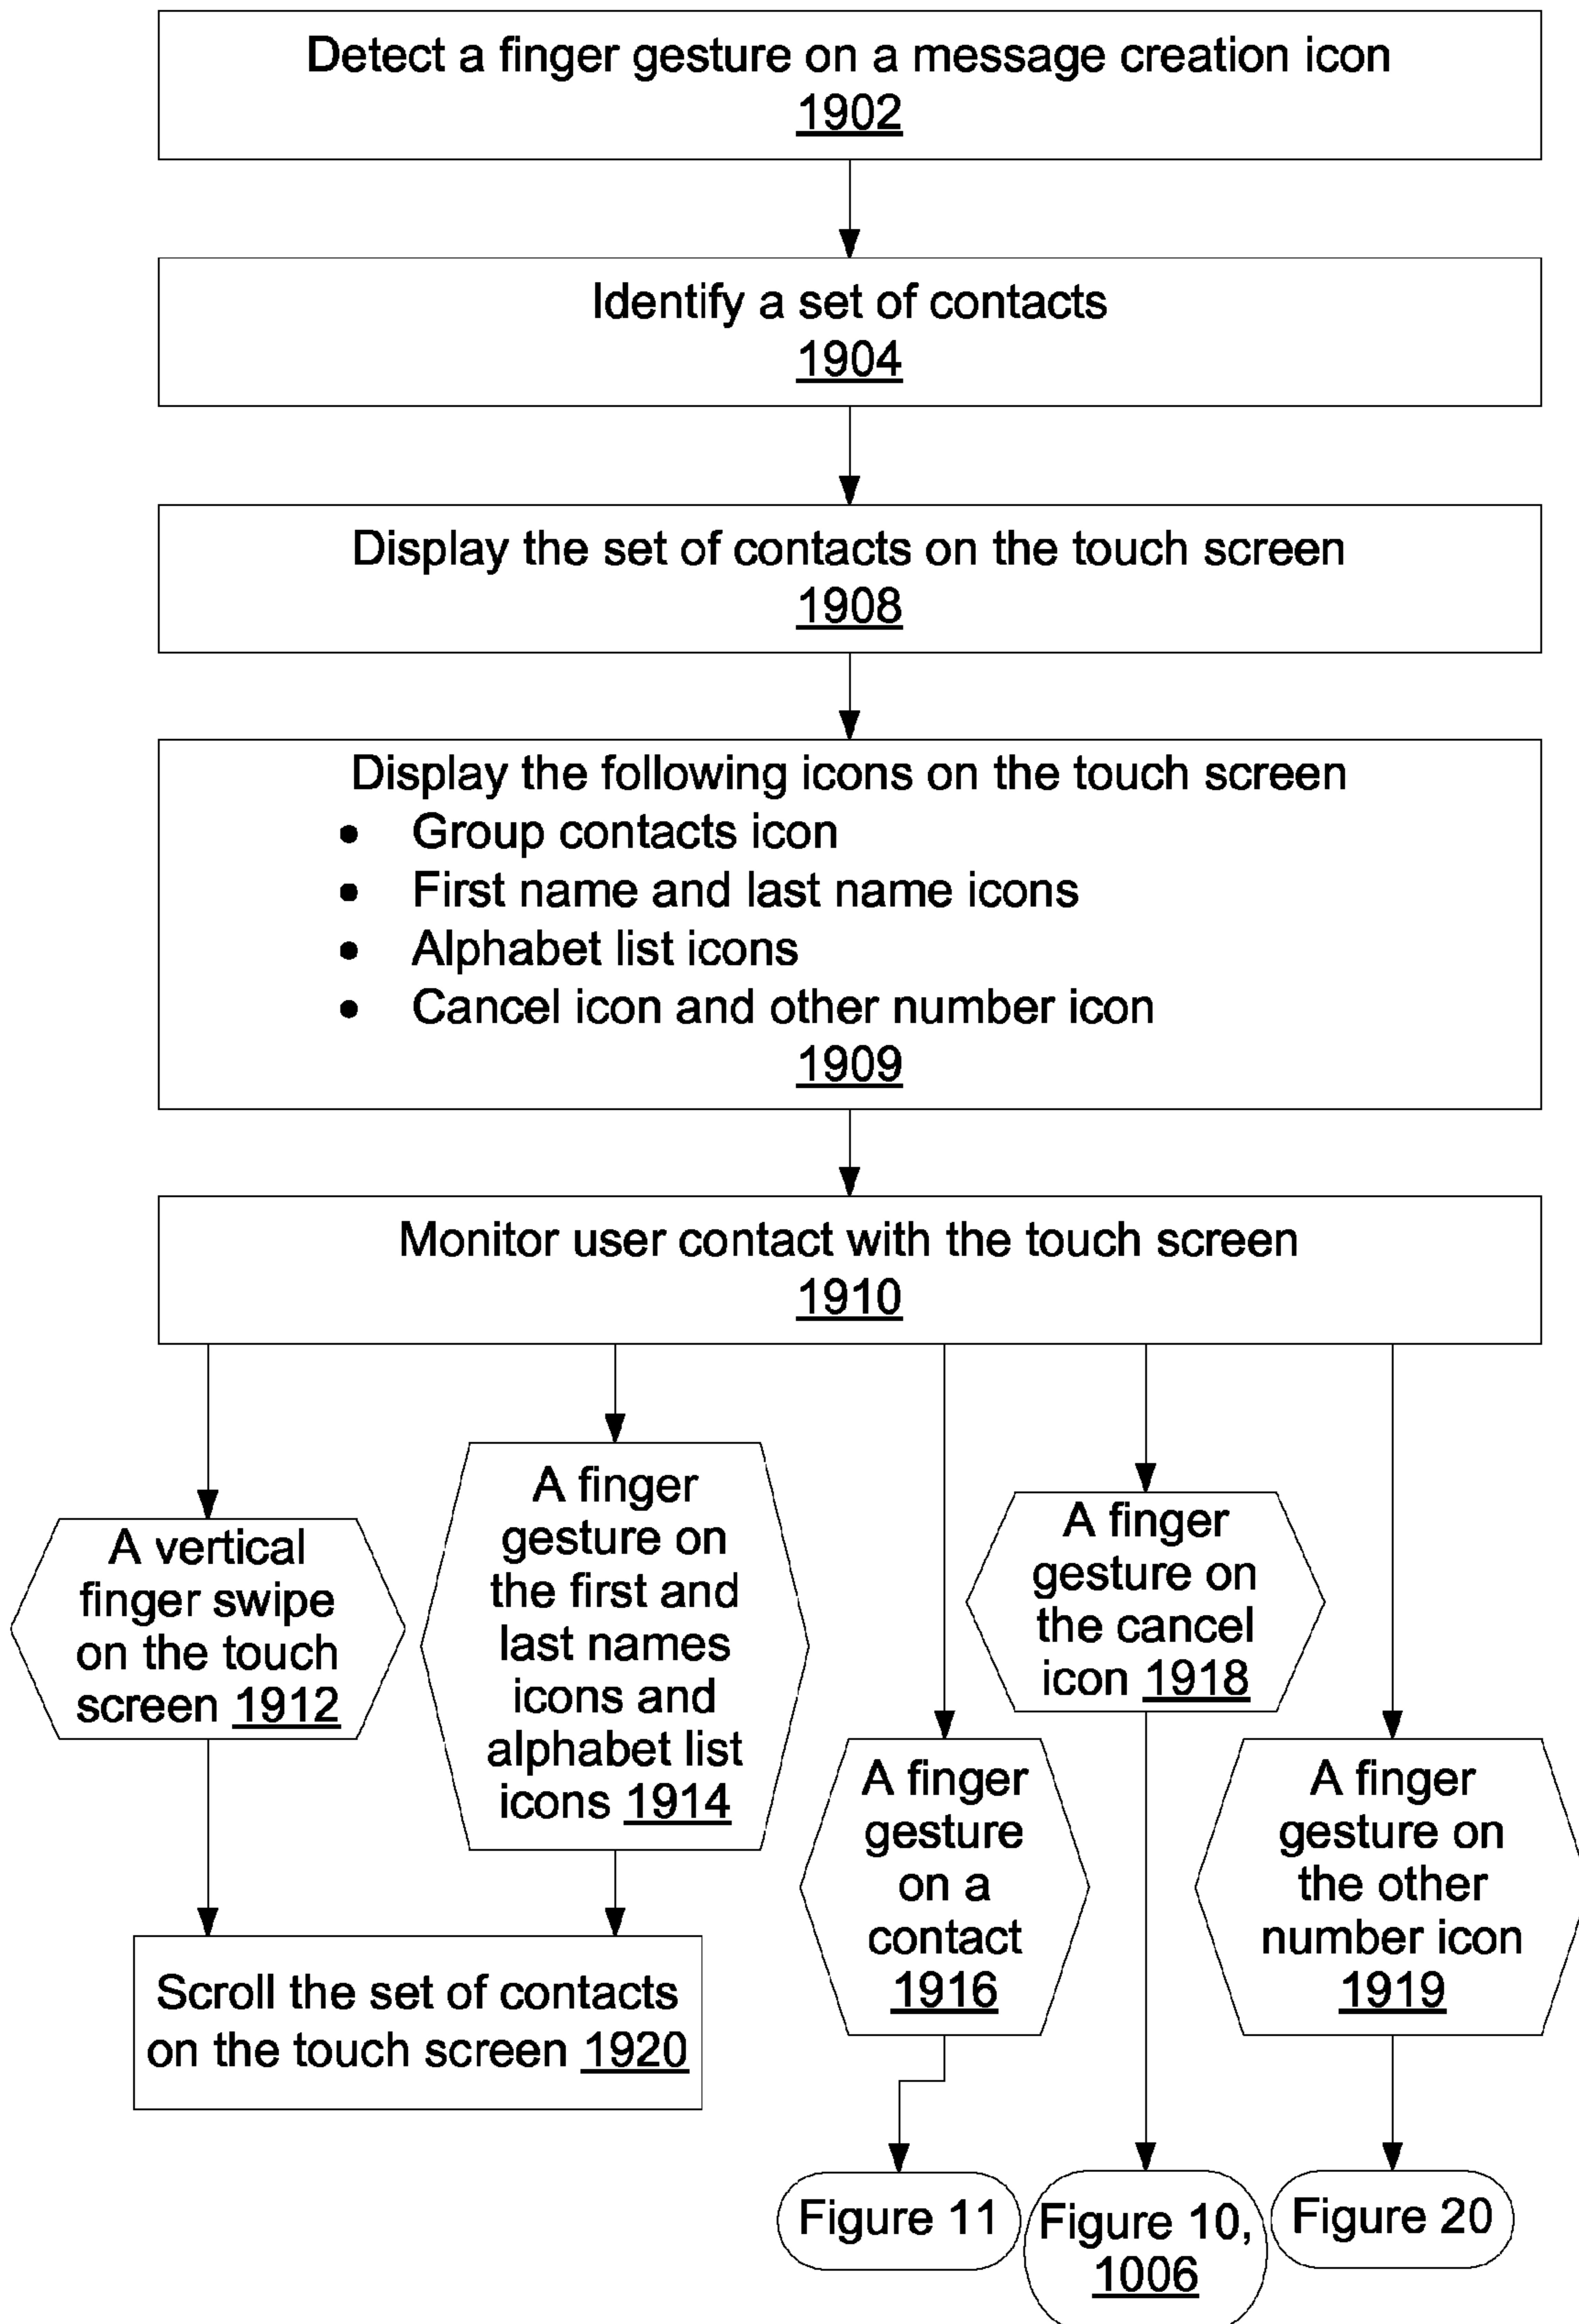 Detect a finger gesture on a message creation icon
1902
Identify a set of contacts
1904
Display the set of contacts on the touch screen
1908
Display the following icons on the touch screen
• Group contacts icon
• First name and last name icons
• Alphabet list icons
• Cancel icon and other number icon
1909
Monitor user contact with the touch screen
1910
A vertical
finger swipe
on the touch
screen 1912
A finger
gesture on
the first and
last names
icons and
alphabet list
icons 1914
A finger
gesture
on a
contact
1916
A finger
gesture on
the cancel
icon 1918
A finger
gesture on
the other
number icon
1919
Scroll the set of contacts
on the touch screen 1920
Figure 11
Figure 10,
1006
Figure 20